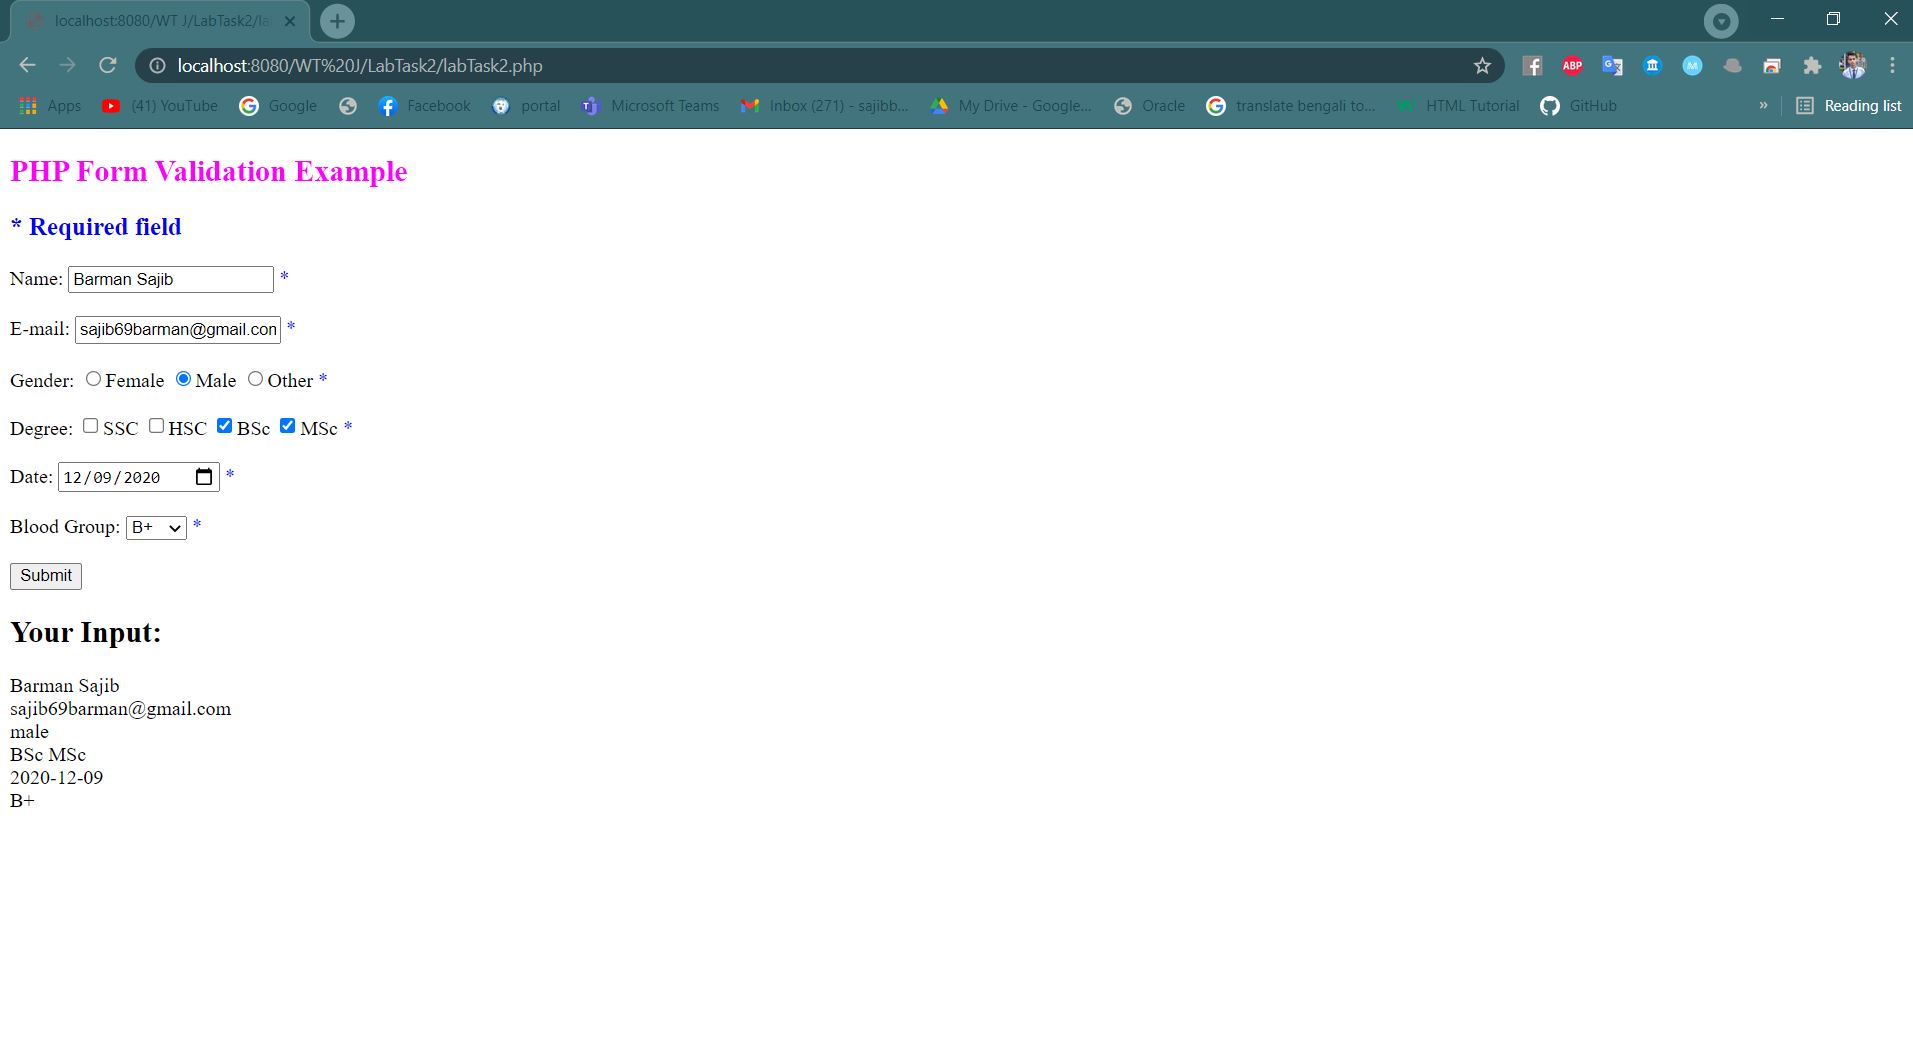 localhost:8080/WT J/LabTask2/la
localhost:8080/WT%20J/LabTask2/labTask2.php
ABP
Apps (41) YouTube Google Facebook portal Microsoft Teams Inbox (271) - sajibb... My Drive - Google... Oracle translate bengali to... HTML Tutorial GitHub » Reading list
PHP Form Validation Example
* Required field
Name: Barman Sajib *
E-mail: sajib69barman@gmail.com *
Gender: Female Male Other *
Degree: SSC HSC BSc MSc *
Date: 12/09/2020 *
Blood Group: B+ *
Submit
Your Input:
Barman Sajib
sajib69barman@gmail.com
male
BSc MSc
2020-12-09
B+